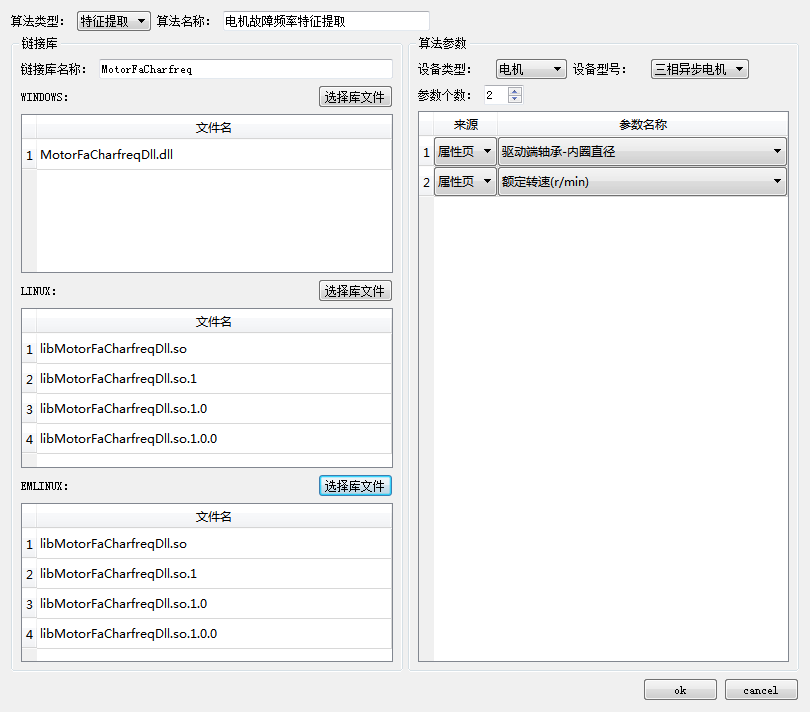 算法类型： 特征提取 算法名称： 电机故障频率特征提取
链接库
链接库名称： MotorFaCharfreq
WINDOWS: 选择库文件
文件名
1 MotorFaCharfreqDll.dll
LINUX: 选择库文件
文件名
1 libMotorFaCharfreqDll.so
2 libMotorFaCharfreqDll.so.1
3 libMotorFaCharfreqDll.so.1.0
4 libMotorFaCharfreqDll.so.1.0.0
EMLINUX: 选择库文件
文件名
1 libMotorFaCharfreqDll.so
2 libMotorFaCharfreqDll.so.1
3 libMotorFaCharfreqDll.so.1.0
4 libMotorFaCharfreqDll.so.1.0.0
算法参数
设备类型： 电机 设备型号： 三相异步电机
参数个数： 2
来源 参数名称
1 属性页 驱动端轴承-内圈直径
2 属性页 额定转速(r/min)
ok cancel